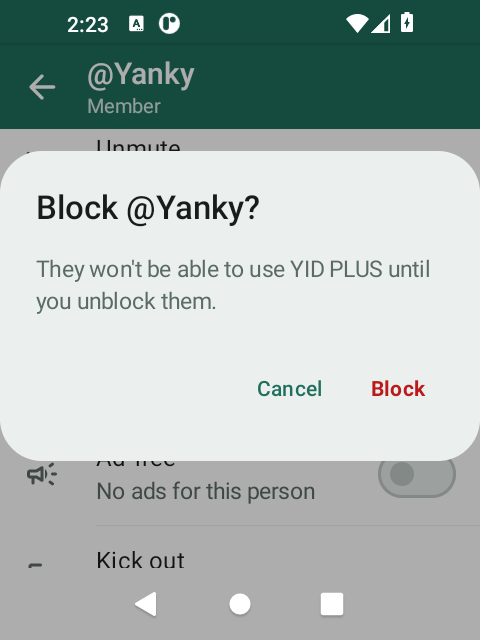 2:23
@Yanky
Member
Unmute
Block @Yanky?
They won't be able to use YID PLUS until
you unblock them.
Cancel
Block
Ad-free
No ads for this person
Kick out